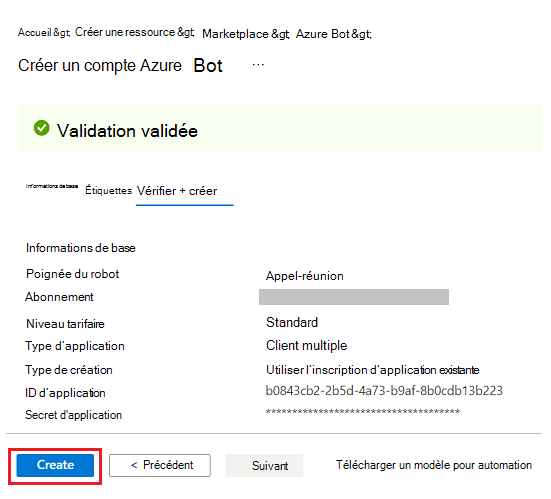 Accueil &gt; Créer une ressource &gt; Marketplace &gt; Azure Bot &gt;
Créer un compte Azure Bot ...
Validation validée
Informations de base Étiquettes Vérifier + créer
Informations de base
Poignée du robot Appel-réunion
Abonnement
Niveau tarifaire Standard
Type d'application Client multiple
Type de création Utiliser l'inscription d'application existante
ID d'application b0843cb2-2b5d-4a73-b9af-8b0cdb13b223
Secret d'application *************************************
Create < Précédent Suivant Télécharger un modèle pour automation